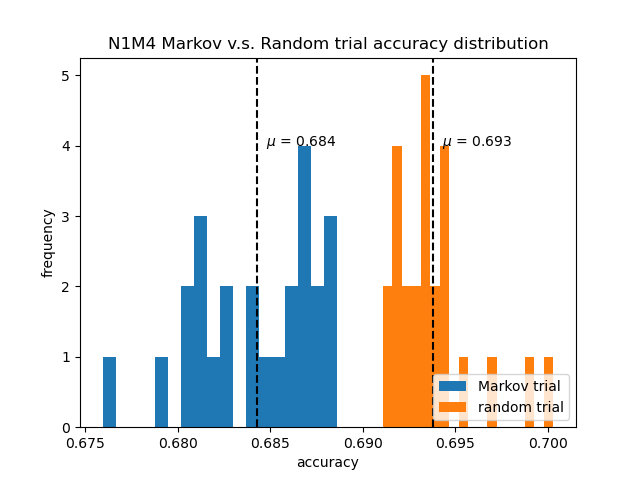 N1M4 Markov v.s. Random trial accuracy distribution
5
4
3
2
1
0
frequency
μ = 0.684
μ = 0.693
Markov trial
random trial
0.675 0.680 0.685 0.690 0.695 0.700
accuracy